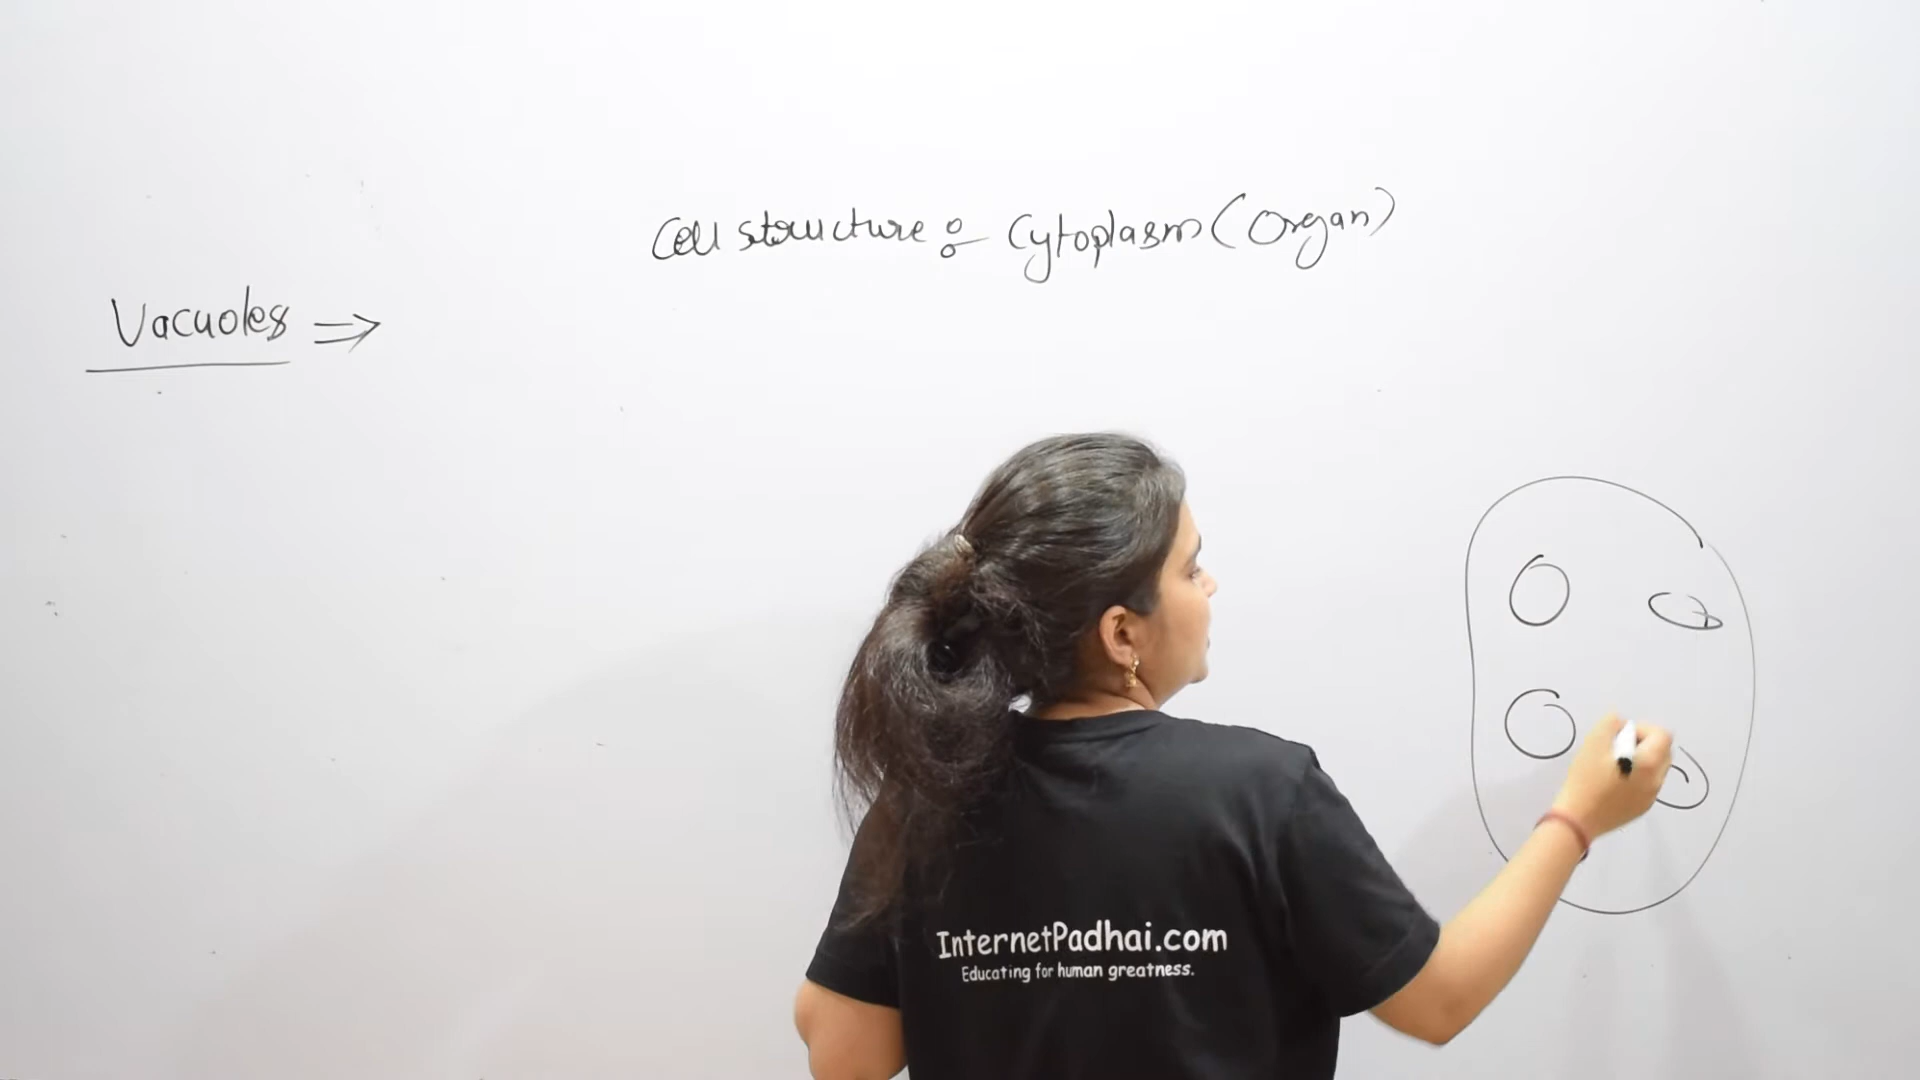 Cell structure :- Cytoplasm (Organ)
Vacuoles ⇒
InternetPadhai.com
Educating for human greatness.